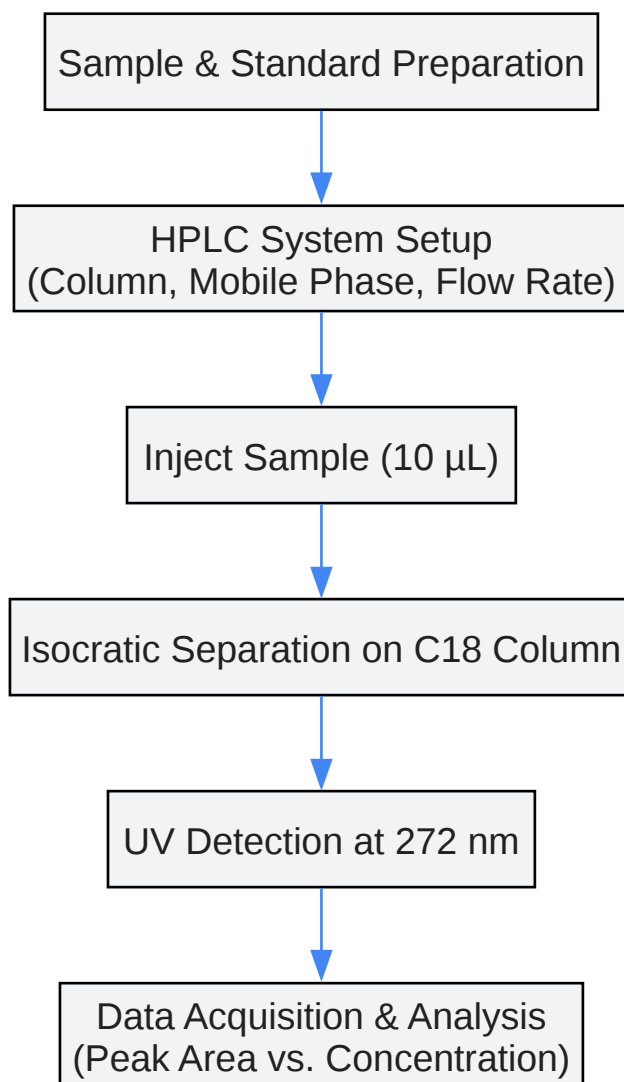 Sample & Standard Preparation
HPLC System Setup
(Column, Mobile Phase, Flow Rate)
Inject Sample (10 µL)
Isocratic Separation on C18 Column
UV Detection at 272 nm
Data Acquisition & Analysis
(Peak Area vs. Concentration)